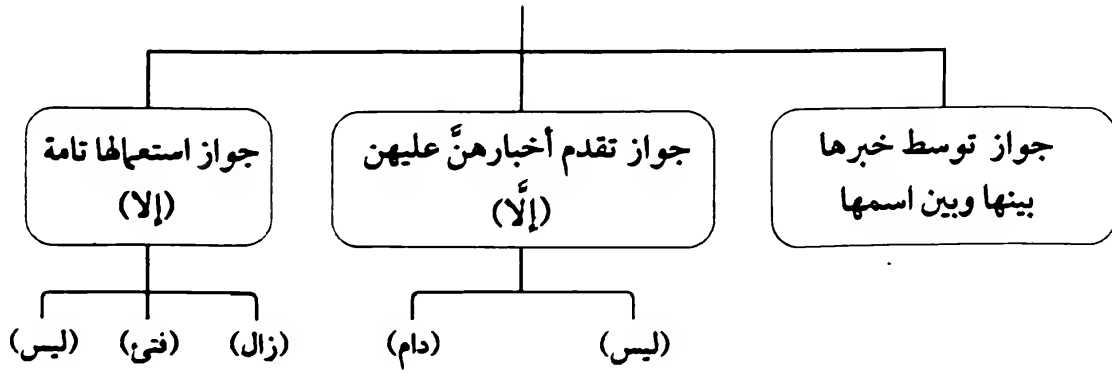 جواز توسط خبرها
بينها وبين اسمها
جواز تقدم أخبارهنَّ عليهن
(إلَّا)
جواز استعمالها تامة
(إلا)
(ليس)
(دام)
(زال)
(فتئ)
(ليس)